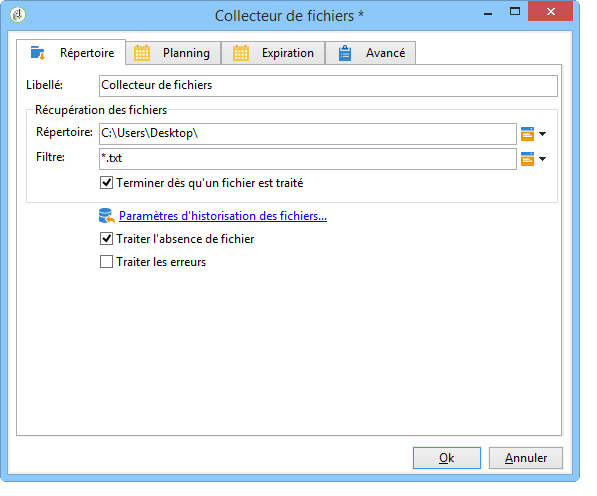 Collecteur de fichiers *
Répertoire Planning Expiration Avancé
Libellé: Collecteur de fichiers
Récupération des fichiers
Répertoire: C:\Users\Desktop\
Filtre: *.txt
Terminer dès qu'un fichier est traité
Paramètres d'historisation des fichiers...
Traiter l'absence de fichier
Traiter les erreurs
Ok Annuler